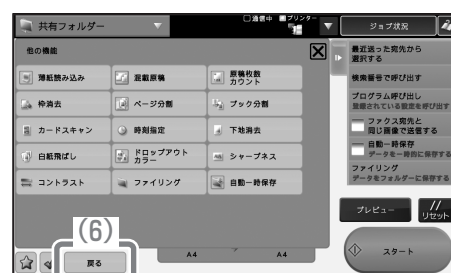 共有フォルダー
通信中
プリンター
ジョブ状況
他の機能
薄紙読み込み
混載原稿
原稿枚数
カウント
枠消去
ページ分割
ブック分割
カードスキャン
時刻指定
下地消去
白紙飛ばし
ドロップアウト
カラー
シャープネス
コントラスト
ファイリング
自動一時保存
最近送った宛先から
選択する
検索番号で呼び出す
プログラム呼び出し
登録されている設定を呼び出す
ファクス宛先と
同じ画像で送信する
自動一時保存
データを一時的に保存する
ファイリング
データをフォルダーに保存する
プレビュー
リセット
(6)
戻る
A4
A4
スタート